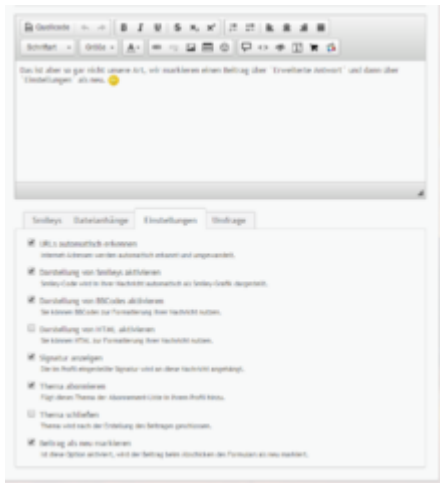 Quellcode
B I U S
Schriftart Größe A
Das ist aber so gar nicht unsere Art, wir markieren einen Beitrag über 'Erweiterte Antwort' und dann über
'Einstellungen' als neu.
Smileys Dateianhänge Einstellungen Umfrage
URLs automatisch erkennen
Internet-Adressen werden automatisch erkannt und umgewandelt.
Darstellung von Smileys aktivieren
Smiley-Code wird in Ihrer Nachricht automatisch als Smiley-Grafik dargestellt.
Darstellung von BBCodes aktivieren
Sie können BBCodes zur Formatierung Ihrer Nachricht nutzen.
Darstellung von HTML aktivieren
Sie können HTML zur Formatierung Ihrer Nachricht nutzen.
Signatur anzeigen
Die im Profil eingestellte Signatur wird an diese Nachricht angehängt.
Thema abonnieren
Fügt dieses Thema der Abonnement-Liste in Ihrem Profil hinzu.
Thema schließen
Thema wird nach der Erstellung des Beitrages geschlossen.
Beitrag als neu markieren
Ist diese Option aktiviert, wird der Beitrag beim Abschicken des Formulars als neu markiert.